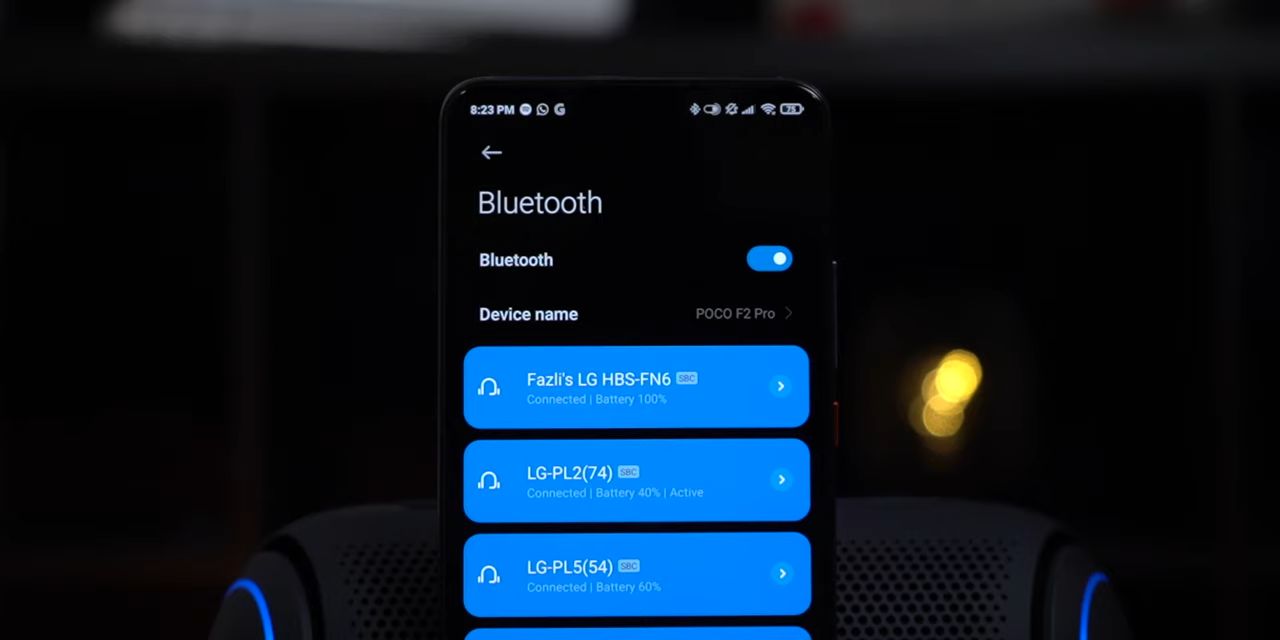 8:23 PM
75
Bluetooth
Bluetooth
Device name POCO F2 Pro
Fazli's LG HBS-FN6 SBC
Connected | Battery 100%
LG-PL2(74) SBC
Connected | Battery 40% | Active
LG-PL5(54) SBC
Connected | Battery 60%